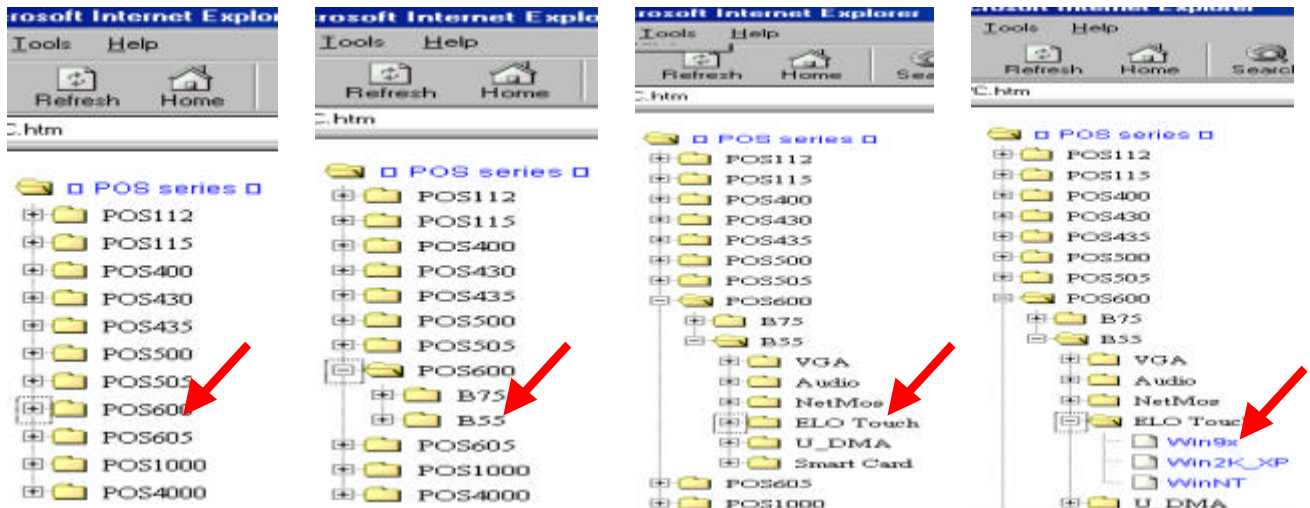 rosoft Internet Explor
Tools Help
Refresh Home
C.htm
POS series
POS112
POS115
POS400
POS430
POS435
POS500
POS505
POS600
POS605
POS1000
POS4000
rosoft Internet Explo
Tools Help
Refresh Home
C.htm
POS series
POS112
POS115
POS400
POS430
POS435
POS500
POS505
POS600
B75
B55
POS605
POS1000
POS4000
rosoft Internet Explorer
Tools Help
Refresh Home Sea
C.htm
POS series
POS112
POS115
POS400
POS430
POS435
POS500
POS505
POS600
B75
B55
VGA
Audio
NetMos
ELO Touch
U_DMA
Smart Card
POS605
POS1000
crosoft Internet Explorer
Tools Help
Refresh Home Search
C.htm
POS series
POS112
POS115
POS400
POS430
POS435
POS500
POS505
POS600
B75
B55
VGA
Audio
NetMos
ELO Touch
Win9x
Win2K_XP
WinNT
U_DMA